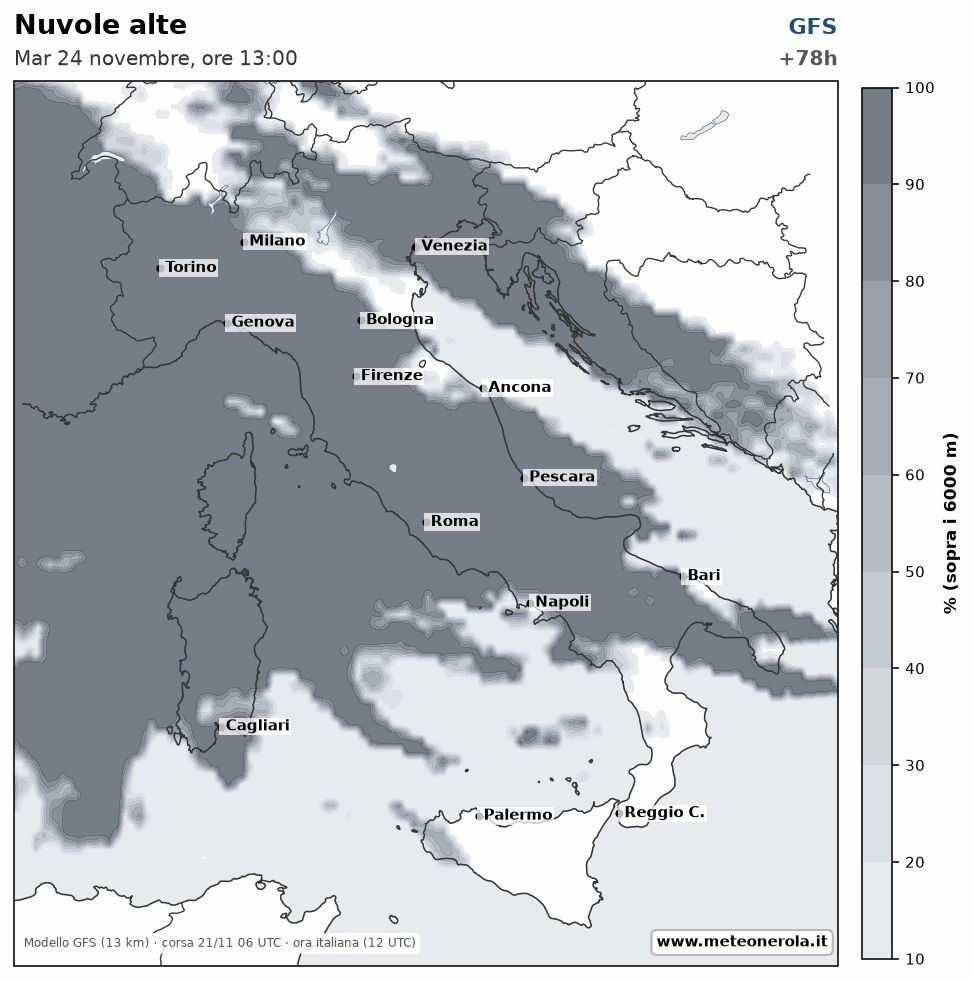 Nuvole alte
GFS
Mar 24 novembre, ore 13:00
+78h
Milano
Venezia
Torino
Genova
Bologna
Firenze
Ancona
Pescara
Roma
Bari
Napoli
Cagliari
Palermo
Reggio C.
100
90
80
70
60
50
40
30
20
10
% (sopra i 6000 m)
Modello GFS (13 km) · corsa 21/11 06 UTC · ora italiana (12 UTC)
www.meteonerola.it